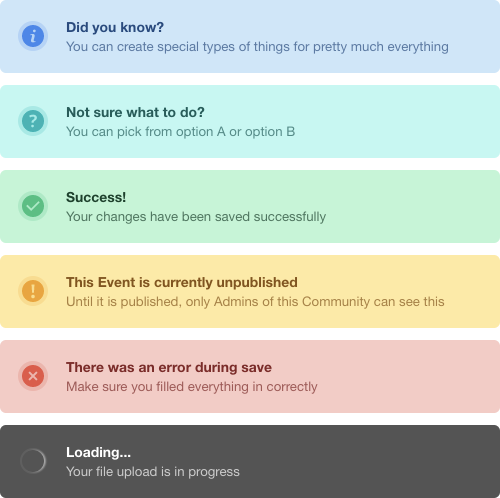 Did you know?
You can create special types of things for pretty much everything
Not sure what to do?
You can pick from option A or option B
Success!
Your changes have been saved successfully
This Event is currently unpublished
Until it is published, only Admins of this Community can see this
There was an error during save
Make sure you filled everything in correctly
Loading...
Your file upload is in progress